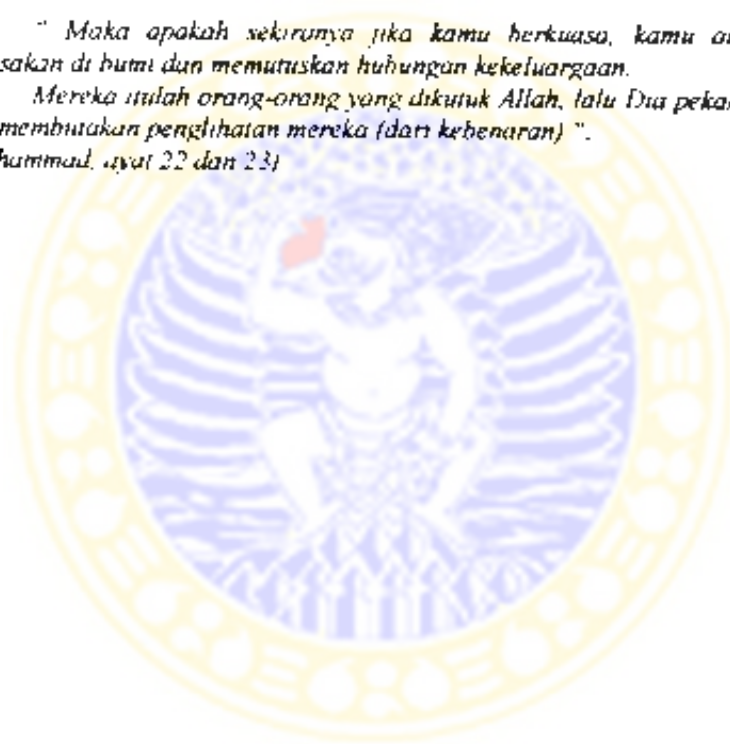 " Maka apakah sekiranya jika kamu berkuasa, kamu a
sakan di bumi dan memutuskan hubungan kekeluargaan.
Mereka itulah orang-orang yang dikutuk Allah, lalu Dia peka
membutakan penglihatan mereka (dari kebenaran) ".
hammad, ayat 22 dan 23)